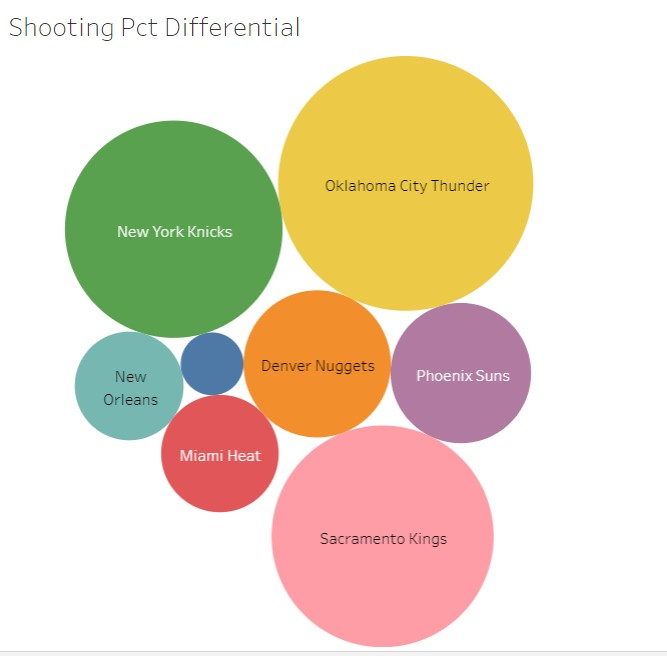 Shooting Pct Differential
Oklahoma City Thunder
New York Knicks
Denver Nuggets
Phoenix Suns
New
Orleans
Miami Heat
Sacramento Kings